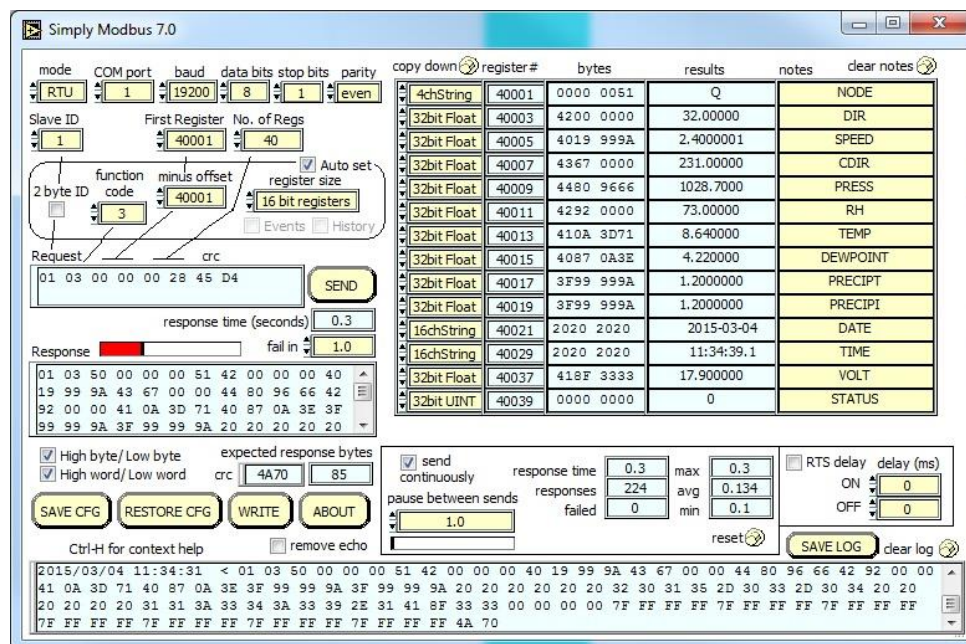 Simply Modbus 7.0
mode COM port baud data bits stop bits parity
RTU 1 19200 8 1 even
Slave ID First Register No. of Regs
1 40001 40
Auto set
2 byte ID function code minus offset register size
3 40001 16 bit registers
Events History
Request crc
01 03 00 00 00 28 45 D4
SEND
response time (seconds) 0.3
Response fail in 1.0
01 03 50 00 00 00 51 42 00 00 00 40
19 99 9A 43 67 00 00 44 80 96 66 42
92 00 00 41 0A 3D 71 40 87 0A 3E 3F
99 99 9A 3F 99 99 9A 20 20 20 20 20
High byte/Low byte expected response bytes
High word/Low word crc 4A70 85
SAVE CFG RESTORE CFG WRITE ABOUT
Ctrl-H for context help remove echo
copy down register# bytes results notes clear notes
4chString 40001 0000 0051 Q NODE
32bit Float 40003 4200 0000 32.00000 DIR
32bit Float 40005 4019 999A 2.4000001 SPEED
32bit Float 40007 4367 0000 231.00000 CDIR
32bit Float 40009 4480 9666 1028.7000 PRESS
32bit Float 40011 4292 0000 73.00000 RH
32bit Float 40013 410A 3D71 8.640000 TEMP
32bit Float 40015 4087 0A3E 4.220000 DEWPOINT
32bit Float 40017 3F99 999A 1.2000000 PRECIPT
32bit Float 40019 3F99 999A 1.2000000 PRECIPI
16chString 40021 2020 2020 2015-03-04 DATE
16chString 40029 2020 2020 11:34:39.1 TIME
32bit Float 40037 418F 3333 17.900000 VOLT
32bit UINT 40039 0000 0000 0 STATUS
send continuously
pause between sends
1.0
response time 0.3 max 0.3
responses 224 avg 0.134
failed 0 min 0.1
reset
RTS delay delay (ms)
ON 0
OFF 0
SAVE LOG clear log
2015/03/04 11:34:31 < 01 03 50 00 00 00 51 42 00 00 00 40 19 99 9A 43 67 00 00 44 80 96 66 42 92 00 00
41 0A 3D 71 40 87 0A 3E 3F 99 99 9A 3F 99 99 9A 20 20 20 20 20 20 32 30 31 35 2D 30 33 2D 30 34 20 20
20 20 20 20 31 31 3A 33 34 3A 33 39 2E 31 41 8F 33 33 00 00 00 00 7F FF FF FF 7F FF FF FF 7F FF FF FF
7F FF FF FF 7F FF FF FF 7F FF FF FF 7F FF FF FF 4A 70